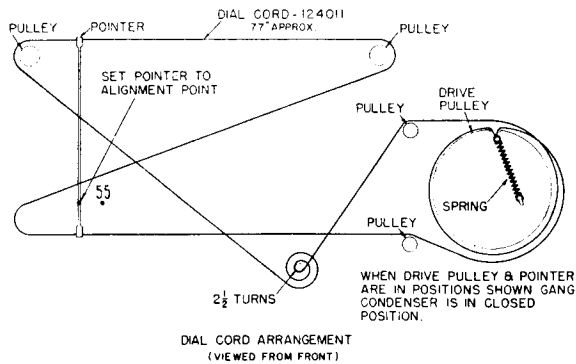 DIAL CORD - 124011
77" APPROX.
PULLEY
POINTER
PULLEY
SET POINTER TO
ALIGNMENT POINT
DRIVE
PULLEY
PULLEY
55
SPRING
PULLEY
2½ TURNS
WHEN DRIVE PULLEY & POINTER
ARE IN POSITIONS SHOWN GANG
CONDENSER IS IN CLOSED
POSITION.
DIAL CORD ARRANGEMENT
(VIEWED FROM FRONT)